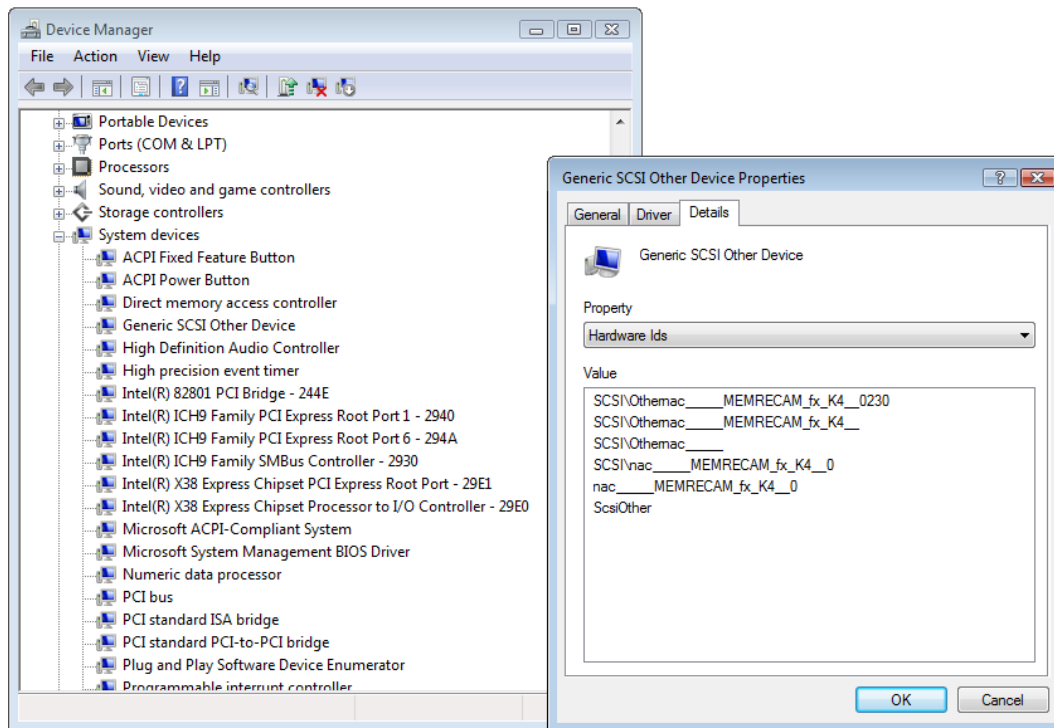 Device Manager
File Action View Help
Portable Devices
Ports (COM & LPT)
Processors
Sound, video and game controllers
Storage controllers
System devices
ACPI Fixed Feature Button
ACPI Power Button
Direct memory access controller
Generic SCSI Other Device
High Definition Audio Controller
High precision event timer
Intel(R) 82801 PCI Bridge - 244E
Intel(R) ICH9 Family PCI Express Root Port 1 - 2940
Intel(R) ICH9 Family PCI Express Root Port 6 - 294A
Intel(R) ICH9 Family SMBus Controller - 2930
Intel(R) X38 Express Chipset PCI Express Root Port - 29E1
Intel(R) X38 Express Chipset Processor to I/O Controller - 29E0
Microsoft ACPI-Compliant System
Microsoft System Management BIOS Driver
Numeric data processor
PCI bus
PCI standard ISA bridge
PCI standard PCI-to-PCI bridge
Plug and Play Software Device Enumerator
Programmable interrupt controller
Generic SCSI Other Device Properties
General Driver Details
Generic SCSI Other Device
Property
Hardware Ids
Value
SCSI\Othernac_____MEMRECAM_fx_K4__0230
SCSI\Othernac_____MEMRECAM_fx_K4__
SCSI\Othernac_____
SCSI\nac_____MEMRECAM_fx_K4__0
nac_____MEMRECAM_fx_K4__0
ScsiOther
OK Cancel